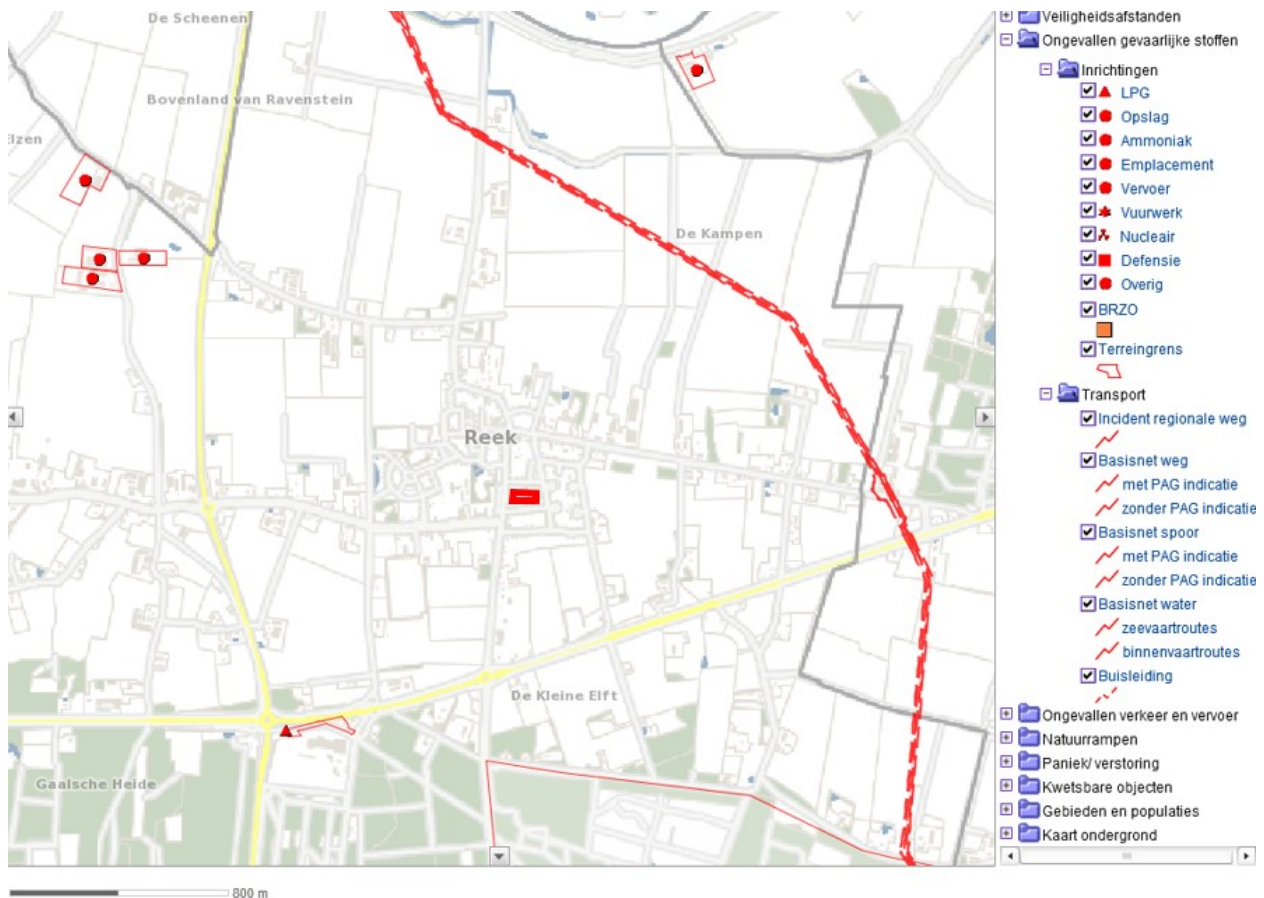 De Scheenen
Bovenland van Ravenstein
Elzen
De Kampen
Reek
De Kleine Elft
Gaalsche Heide
800 m
Veiligheidsafstanden
Ongevallen gevaarlijke stoffen
Inrichtingen
LPG
Opslag
Ammoniak
Emplacement
Vervoer
Vuurwerk
Nucleair
Defensie
Overig
BRZO
Terreingrens
Transport
Incident regionale weg
Basisnet weg
met PAG indicatie
zonder PAG indicatie
Basisnet spoor
met PAG indicatie
zonder PAG indicatie
Basisnet water
zeevaartroutes
binnenvaartroutes
Buisleiding
Ongevallen verkeer en vervoer
Natuurrampen
Paniek/ verstoring
Kwetsbare objecten
Gebieden en populaties
Kaart ondergrond